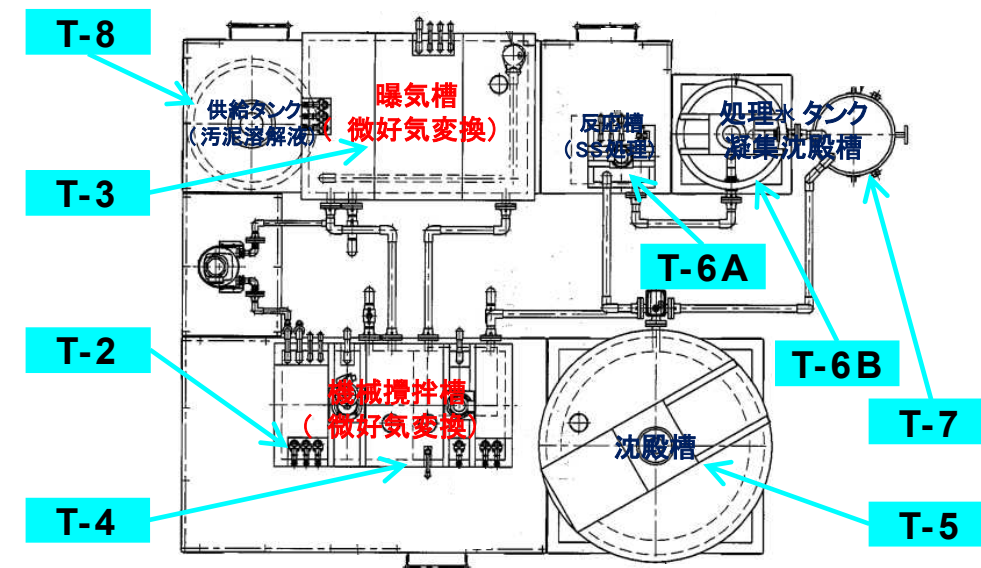 T-8
曝気槽
( 微好気変換)
供給タンク
(汚泥溶解液)
反応槽
(SS処理)
処理水 タンク
凝集沈殿槽
T-3
T-6A
T-2
T-6B
機械攪拌槽
( 微好気変換)
T-7
沈殿槽
T-4
T-5